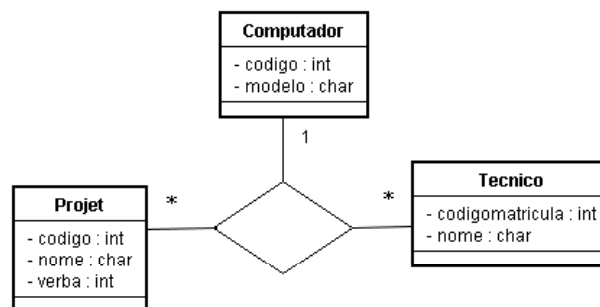 Computador
- codigo : int
- modelo : char
1
*
*
Projet
- codigo : int
- nome : char
- verba : int
Tecnico
- codigomatricula : int
- nome : char